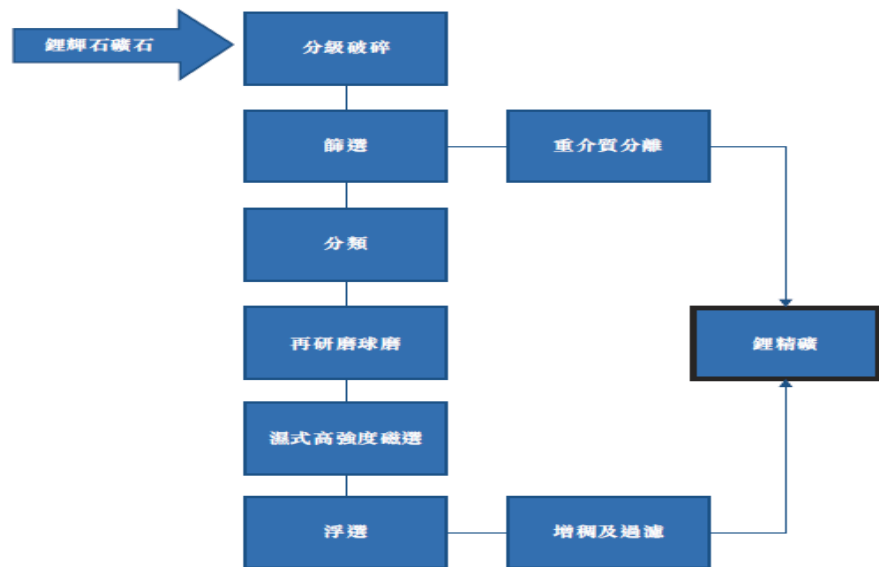 鋰輝石礦石
分級破碎
篩選
重介質分離
分類
再研磨球磨
鋰精礦
濕式高強度磁選
浮選
增稠及過濾